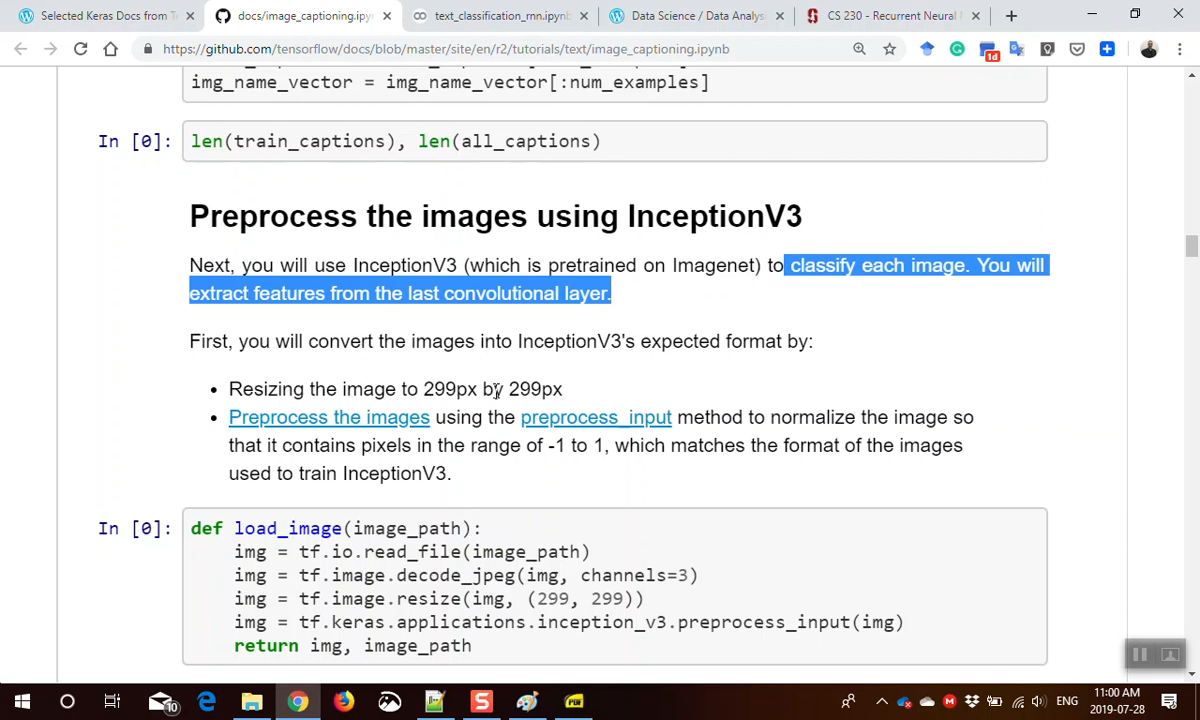 Selected Keras Docs from Te
docs/image_captioning.ipyn
text_classification_rnn.ipynb
Data Science / Data Analysi
CS 230 - Recurrent Neural N
https://github.com/tensorflow/docs/blob/master/site/en/r2/tutorials/text/image_captioning.ipynb
1d
img_name_vector = img_name_vector[:num_examples]
In [0]: len(train_captions), len(all_captions)
Preprocess the images using InceptionV3
Next, you will use InceptionV3 (which is pretrained on Imagenet) to classify each image. You will
extract features from the last convolutional layer.
First, you will convert the images into InceptionV3's expected format by:
• Resizing the image to 299px by 299px
• Preprocess the images using the preprocess_input method to normalize the image so
that it contains pixels in the range of -1 to 1, which matches the format of the images
used to train InceptionV3.
In [0]: def load_image(image_path):
img = tf.io.read_file(image_path)
img = tf.image.decode_jpeg(img, channels=3)
img = tf.image.resize(img, (299, 299))
img = tf.keras.applications.inception_v3.preprocess_input(img)
return img, image_path
10
PDF
ENG
11:00 AM
2019-07-28